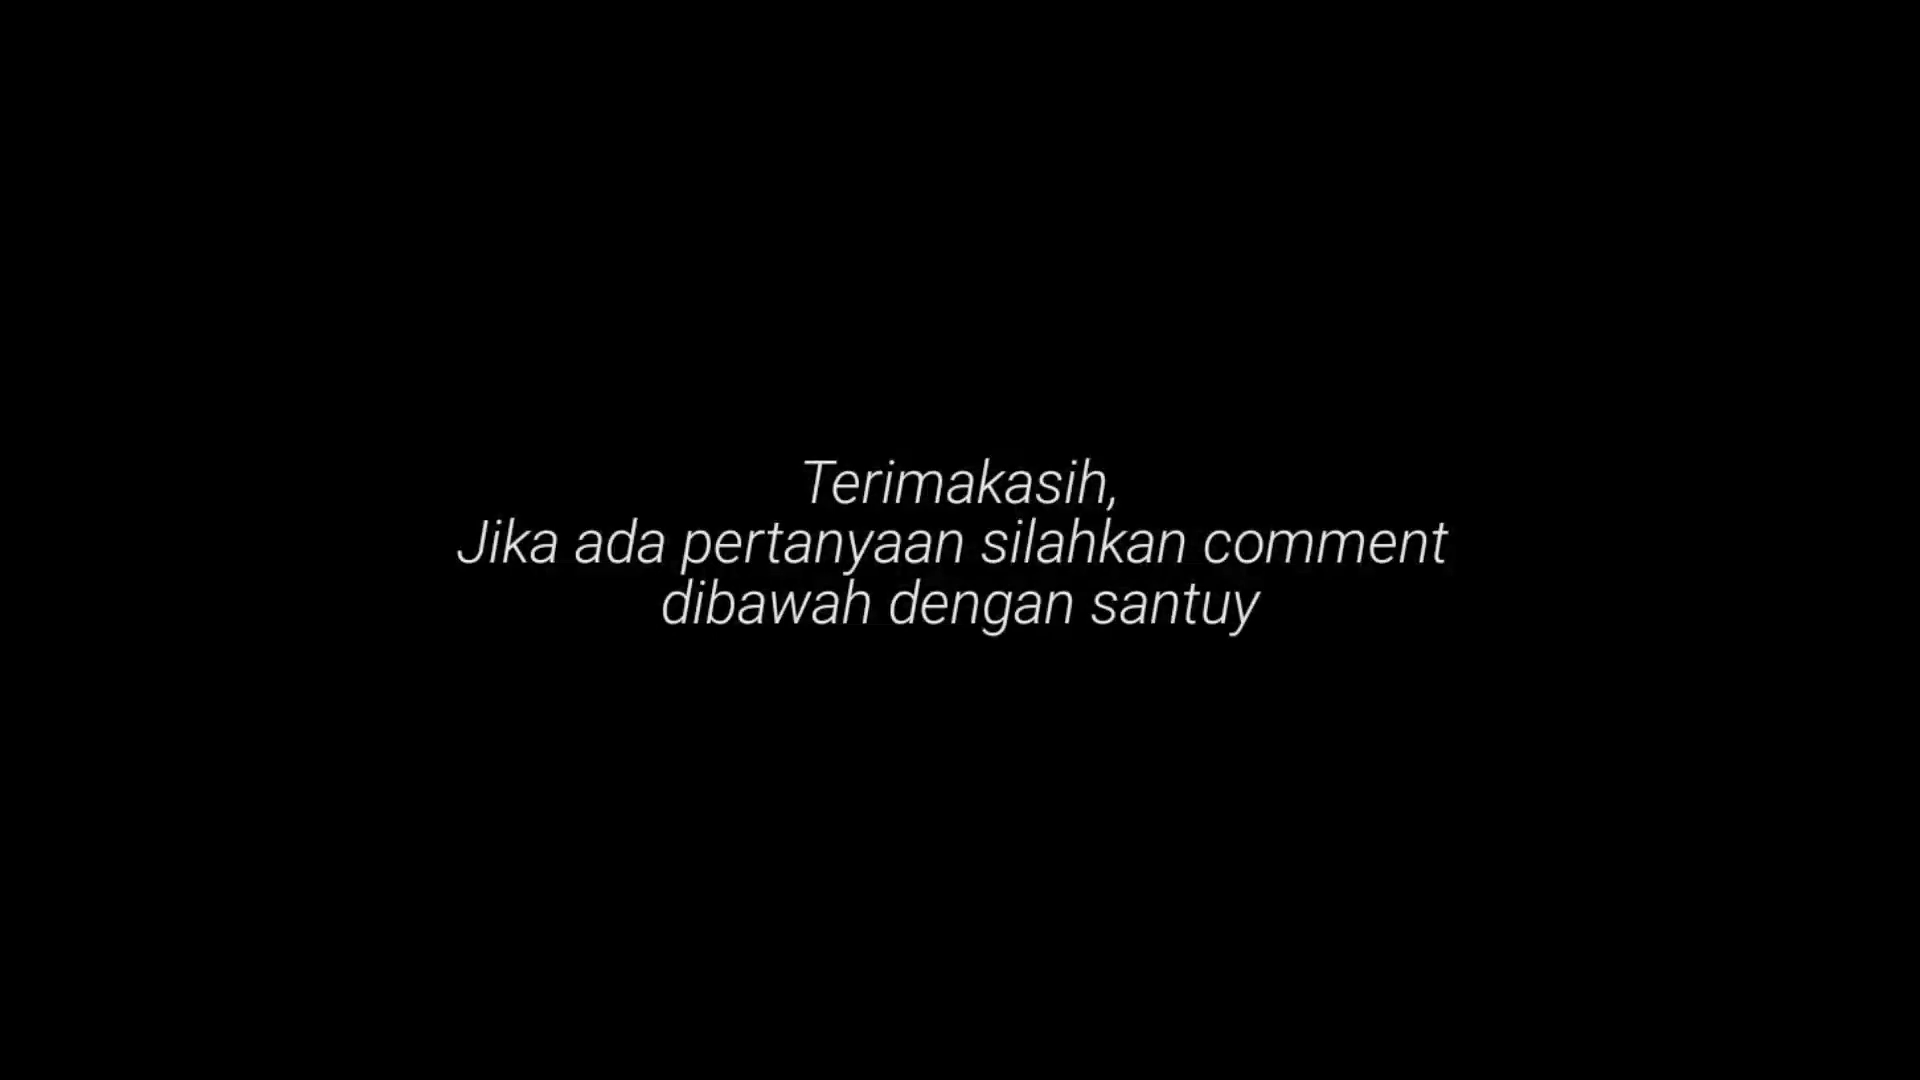 Terimakasih,
Jika ada pertanyaan silahkan comment
dibawah dengan santuy